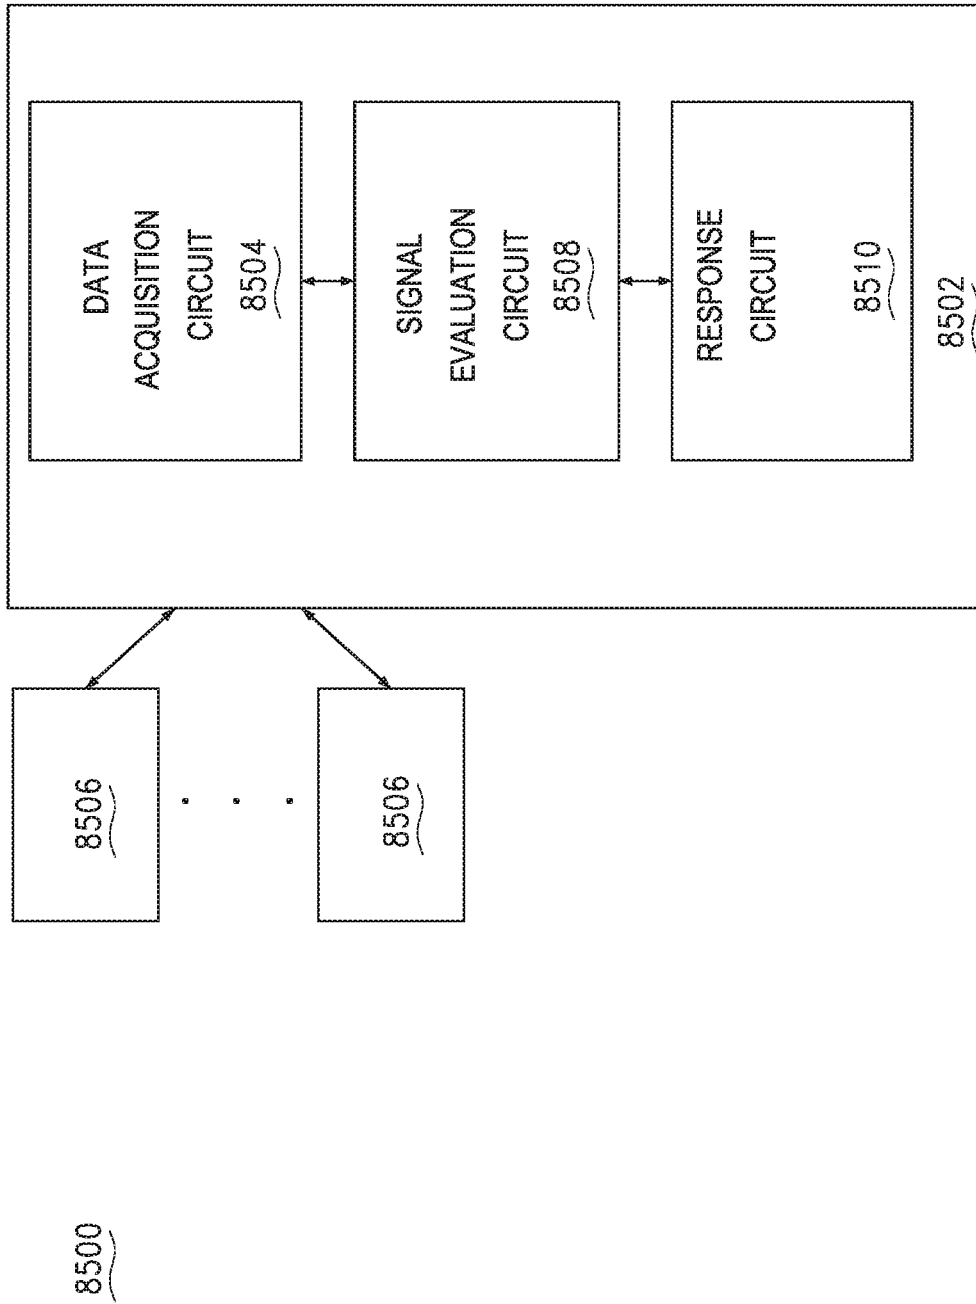 8500
8506
8506
DATA
ACQUISITION
CIRCUIT
8504
SIGNAL
EVALUATION
CIRCUIT
8508
RESPONSE
CIRCUIT
8510
8502